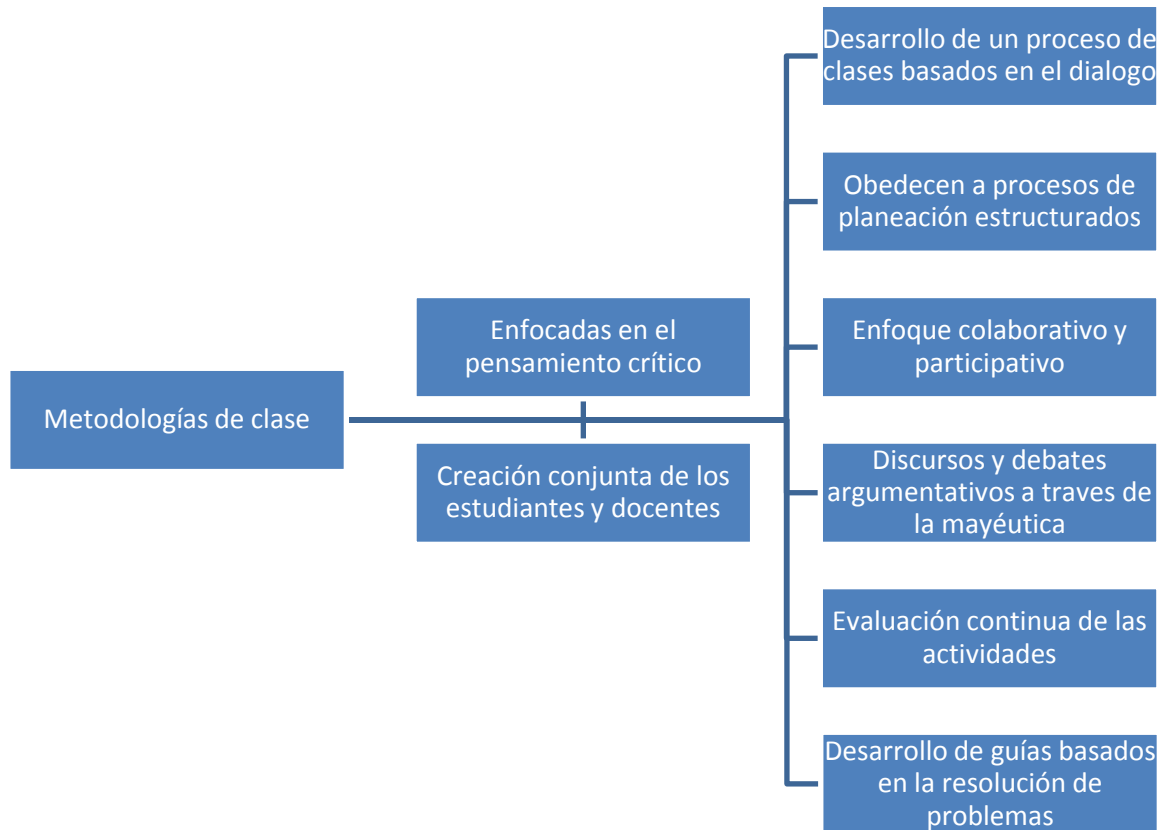 Metodologías de clase
Enfocadas en el
pensamiento crítico
Creación conjunta de los
estudiantes y docentes
Desarrollo de un proceso de
clases basados en el dialogo
Obedecen a procesos de
planeación estructurados
Enfoque colaborativo y
participativo
Discursos y debates
argumentativos a traves de
la mayéutica
Evaluación continua de las
actividades
Desarrollo de guías basados
en la resolución de
problemas